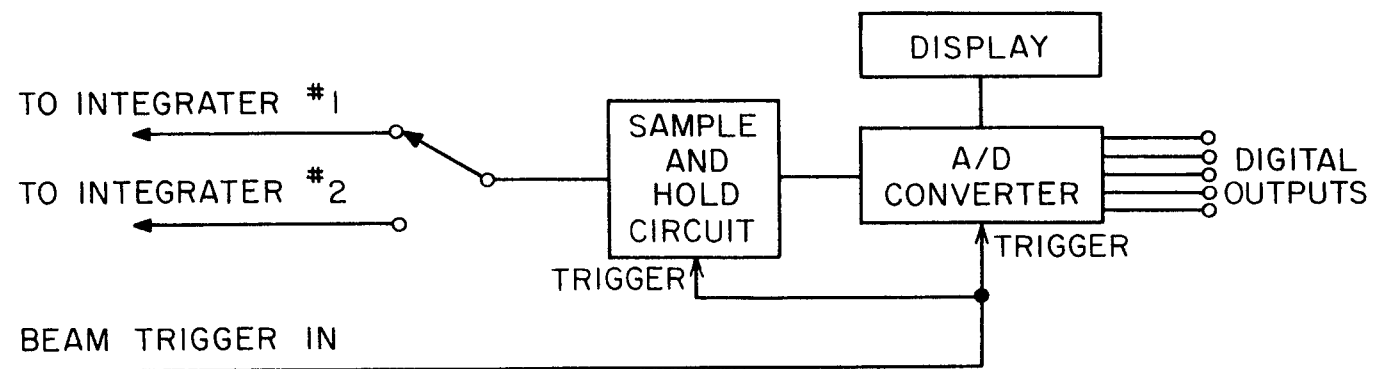 DISPLAY
TO INTEGRATER #1
SAMPLE
AND
HOLD
CIRCUIT
A/D
CONVERTER
DIGITAL
OUTPUTS
TO INTEGRATER #2
TRIGGER
TRIGGER
BEAM TRIGGER IN